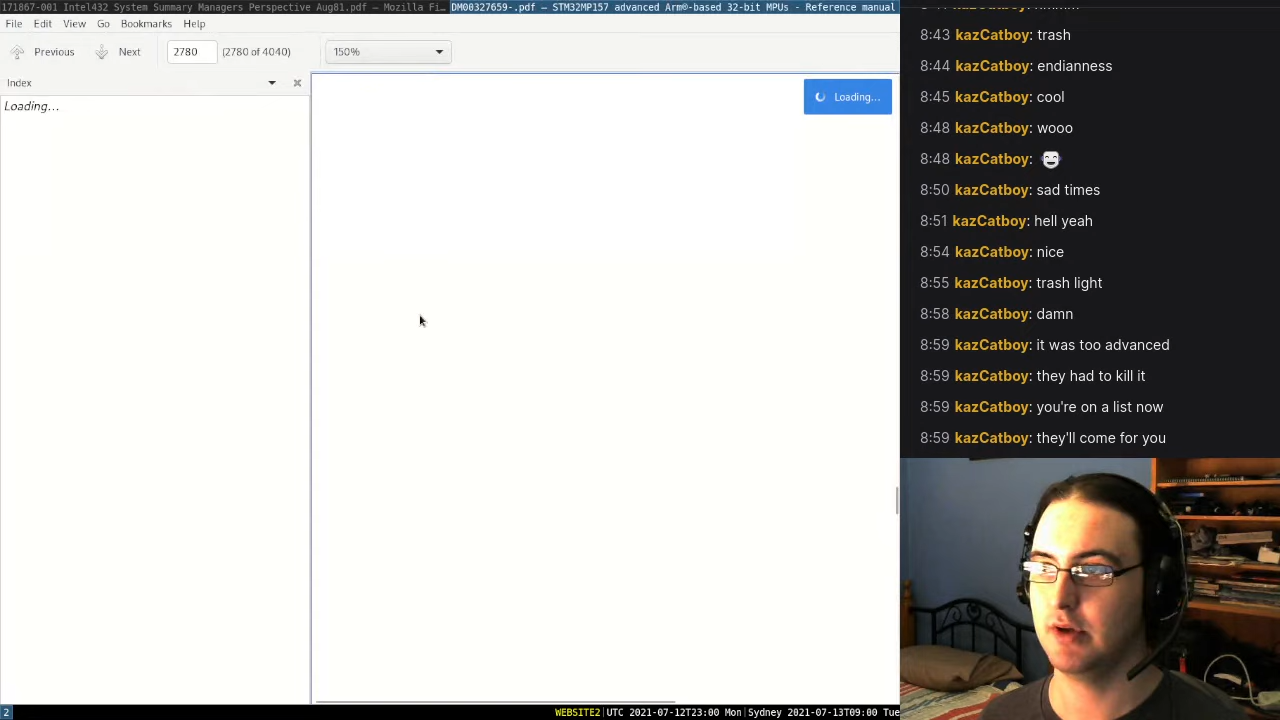 171867-001 Intel432 System Summary Managers Perspective Aug81.pdf — Mozilla Fi… DM00327659-.pdf — STM32MP157 advanced Arm®-based 32-bit MPUs - Reference manual
File Edit View Go Bookmarks Help
Previous Next 2780 (2780 of 4040) 150%
Index
Loading...
Loading...
8:43 kazCatboy: trash
8:44 kazCatboy: endianness
8:45 kazCatboy: cool
8:48 kazCatboy: wooo
8:48 kazCatboy:
8:50 kazCatboy: sad times
8:51 kazCatboy: hell yeah
8:54 kazCatboy: nice
8:55 kazCatboy: trash light
8:58 kazCatboy: damn
8:59 kazCatboy: it was too advanced
8:59 kazCatboy: they had to kill it
8:59 kazCatboy: you're on a list now
8:59 kazCatboy: they'll come for you
2 WEBSITE2 UTC 2021-07-12T23:00 Mon Sydney 2021-07-13T09:00 Tue